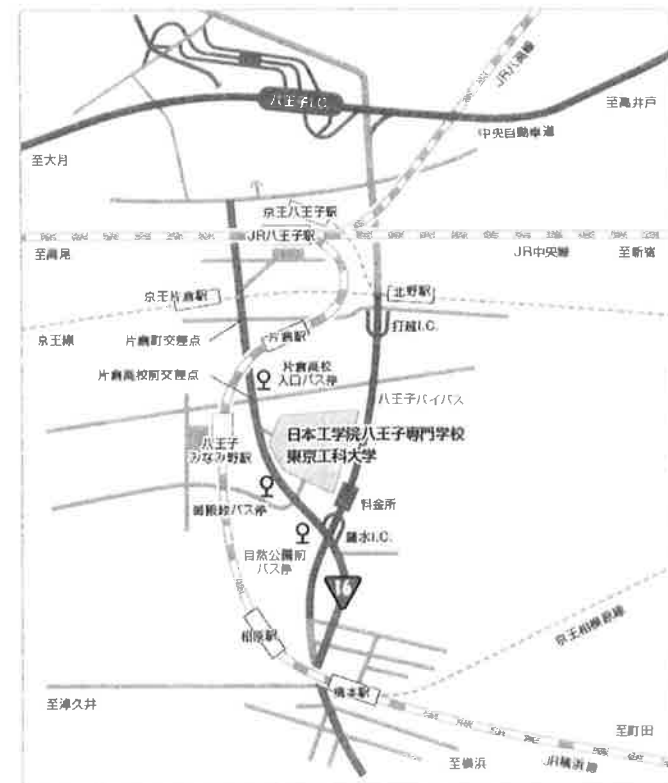 JR八高線
八王子I.C.
至高井戸
中央自動車道
至大月
京王八王子駅
JR八王子駅
至高尾
JR中央線
至新宿
京王片倉駅
北野駅
京王線
片倉町交差点
片倉駅
打越I.C.
片倉高校前交差点
片倉高校
入口バス停
八王子バイパス
日本工学院八王子専門学校
東京工科大学
八王子
みなみ野駅
料金所
御殿峠バス停
鑓水I.C.
自然公園前
バス停
16
相原駅
京王相模原線
橋本駅
至津久井
至町田
至横浜
JR横浜線